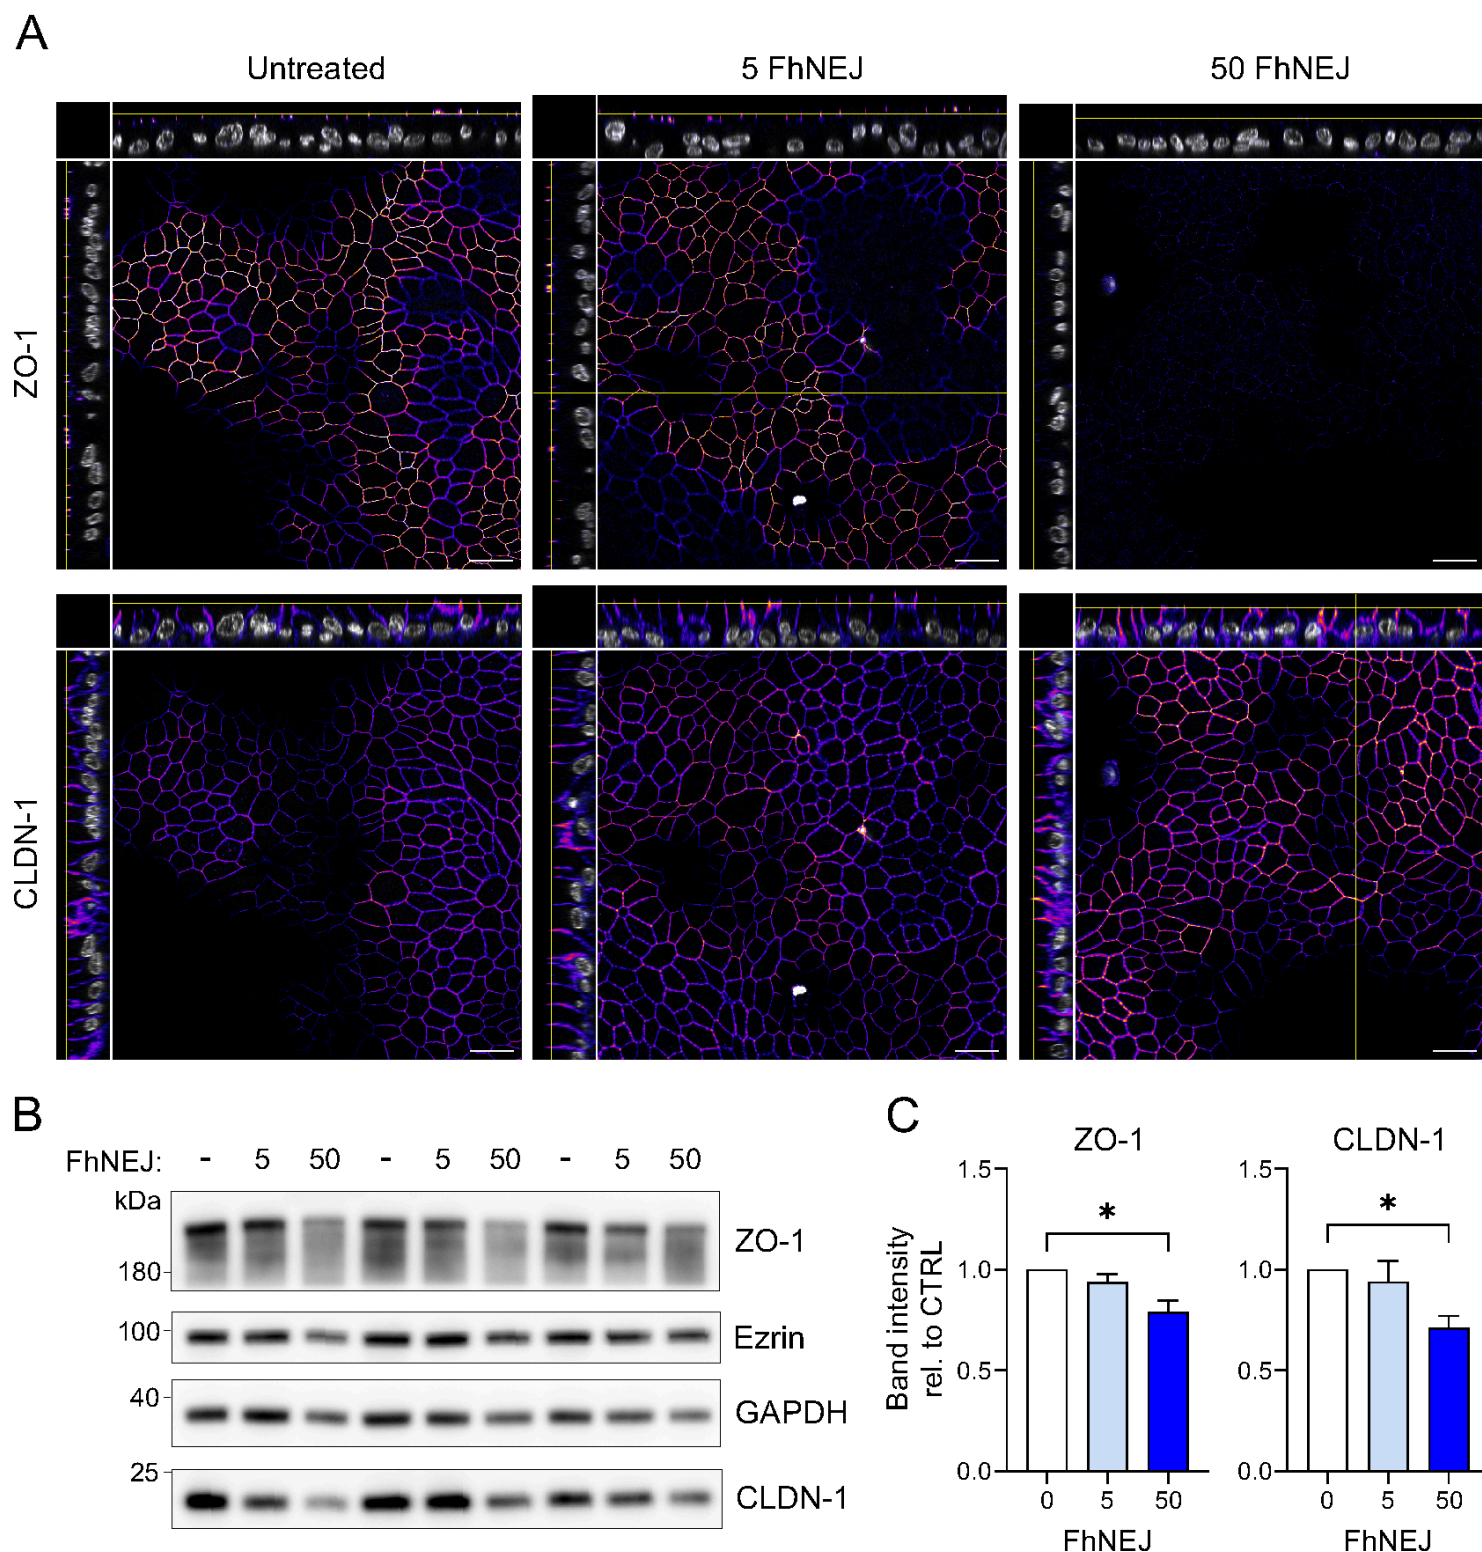 A
Untreated
5 FhNEJ
50 FhNEJ
ZO-1
CLDN-1
B
FhNEJ: - 5 50 - 5 50 - 5 50
kDa
180
ZO-1
100
Ezrin
40
GAPDH
25
CLDN-1
C
ZO-1
Band intensity
rel. to CTRL
1.5
1.0
0.5
0.0
*
0 5 50
FhNEJ
CLDN-1
1.5
1.0
0.5
0.0
*
0 5 50
FhNEJ